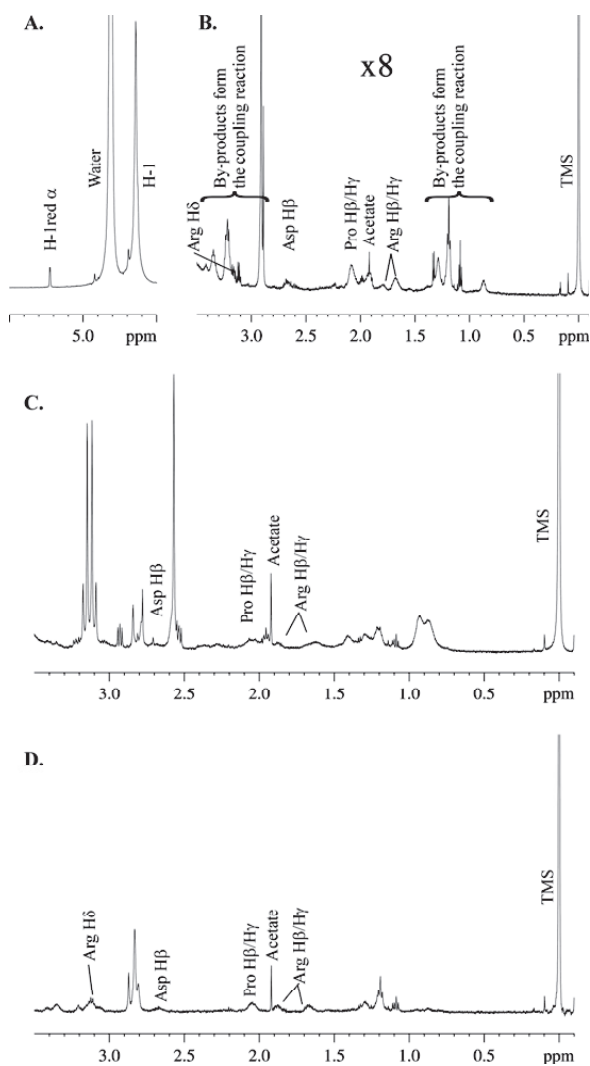 A.
H-1red α
Water
H-1
5.0 ppm
B.
x8
Arg Hδ
By-products form
the coupling reaction
Asp Hβ
Pro Hβ/Hγ
Acetate
Arg Hβ/Hγ
By-products form
the coupling reaction
TMS
3.0 2.5 2.0 1.5 1.0 0.5 ppm
C.
Asp Hβ
Pro Hβ/Hγ
Acetate
Arg Hβ/Hγ
TMS
3.0 2.5 2.0 1.5 1.0 0.5 ppm
D.
Arg Hδ
Asp Hβ
Pro Hβ/Hγ
Acetate
Arg Hβ/Hγ
TMS
3.0 2.5 2.0 1.5 1.0 0.5 ppm